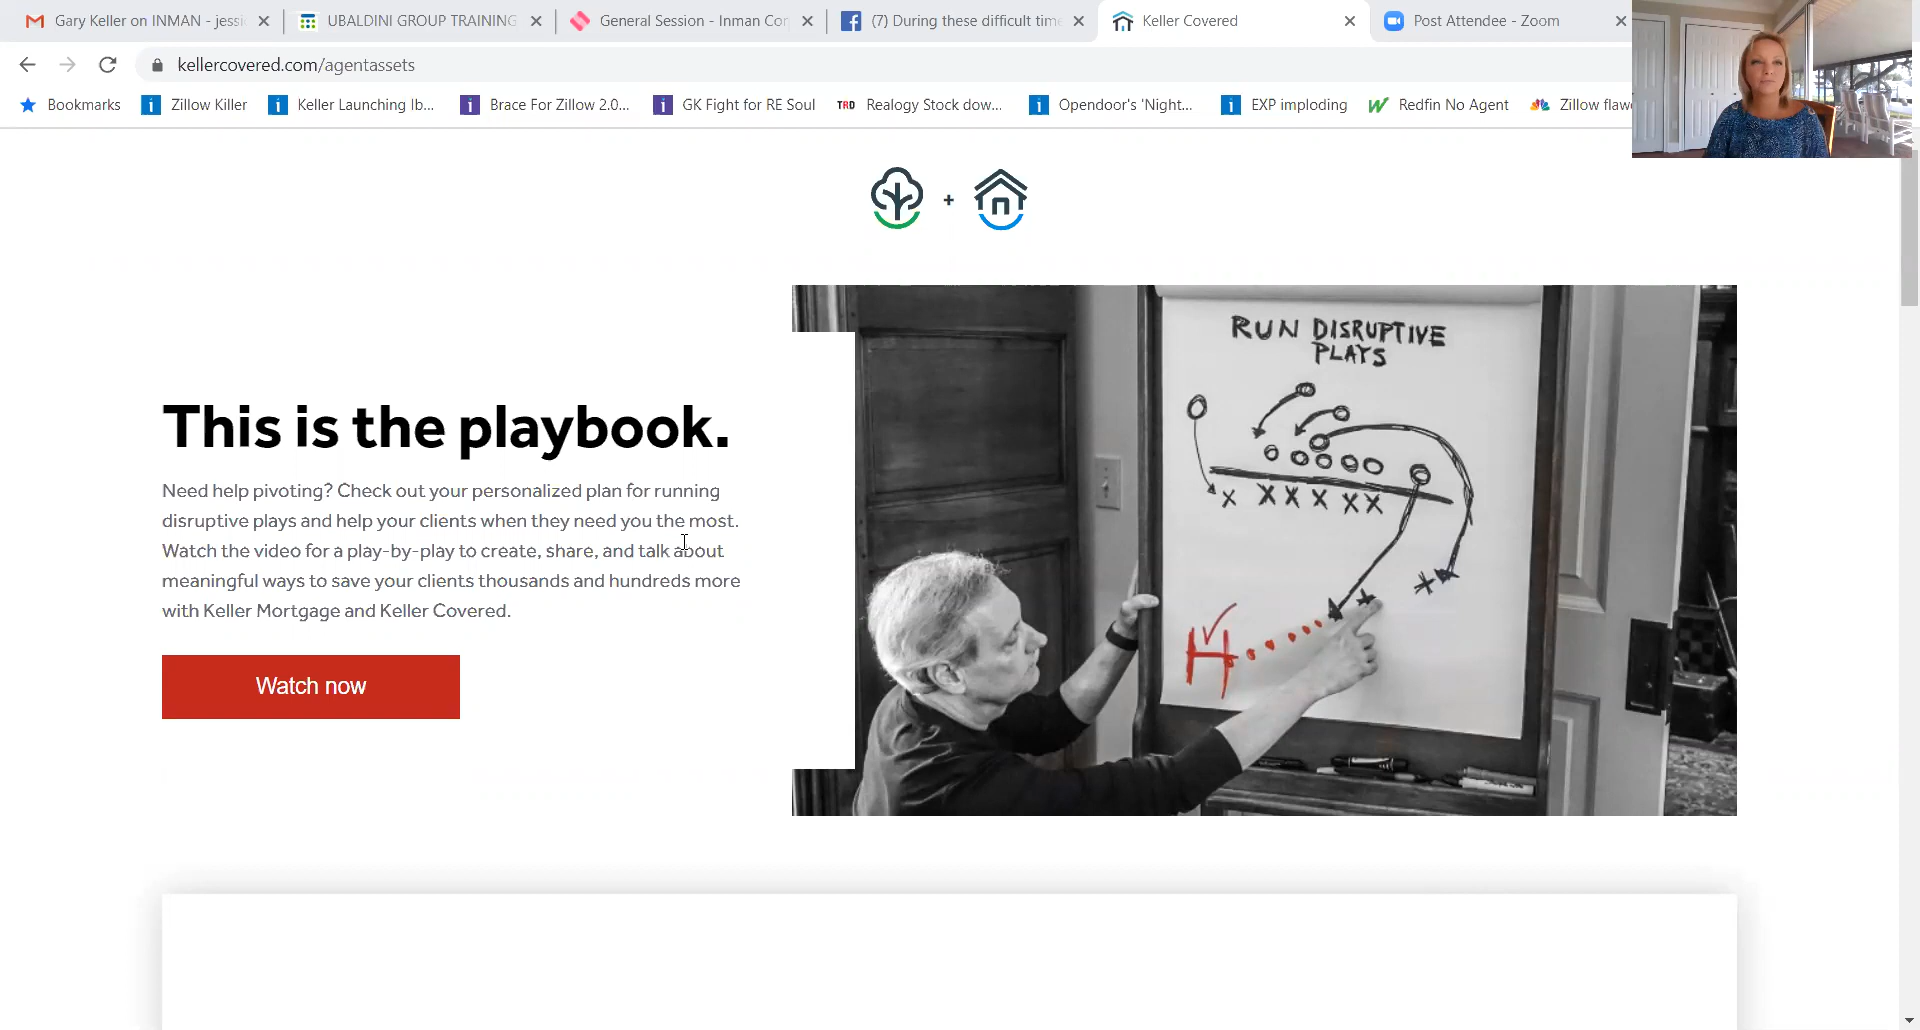 Gary Keller on INMAN - jessi
UBALDINI GROUP TRAINING
General Session - Inman Con
(7) During these difficult time
Keller Covered
Post Attendee - Zoom
kellercovered.com/agentassets
Bookmarks
Zillow Killer
Keller Launching Ib...
Brace For Zillow 2.0...
GK Fight for RE Soul
TRD
Realogy Stock dow...
Opendoor's 'Night...
EXP imploding
Redfin No Agent
Zillow flaw
+
RUN DISRUPTIVE
PLAYS
X X X X X X
This is the playbook.
Need help pivoting? Check out your personalized plan for running
disruptive plays and help your clients when they need you the most.
Watch the video for a play-by-play to create, share, and talk about
meaningful ways to save your clients thousands and hundreds more
with Keller Mortgage and Keller Covered.
Watch now